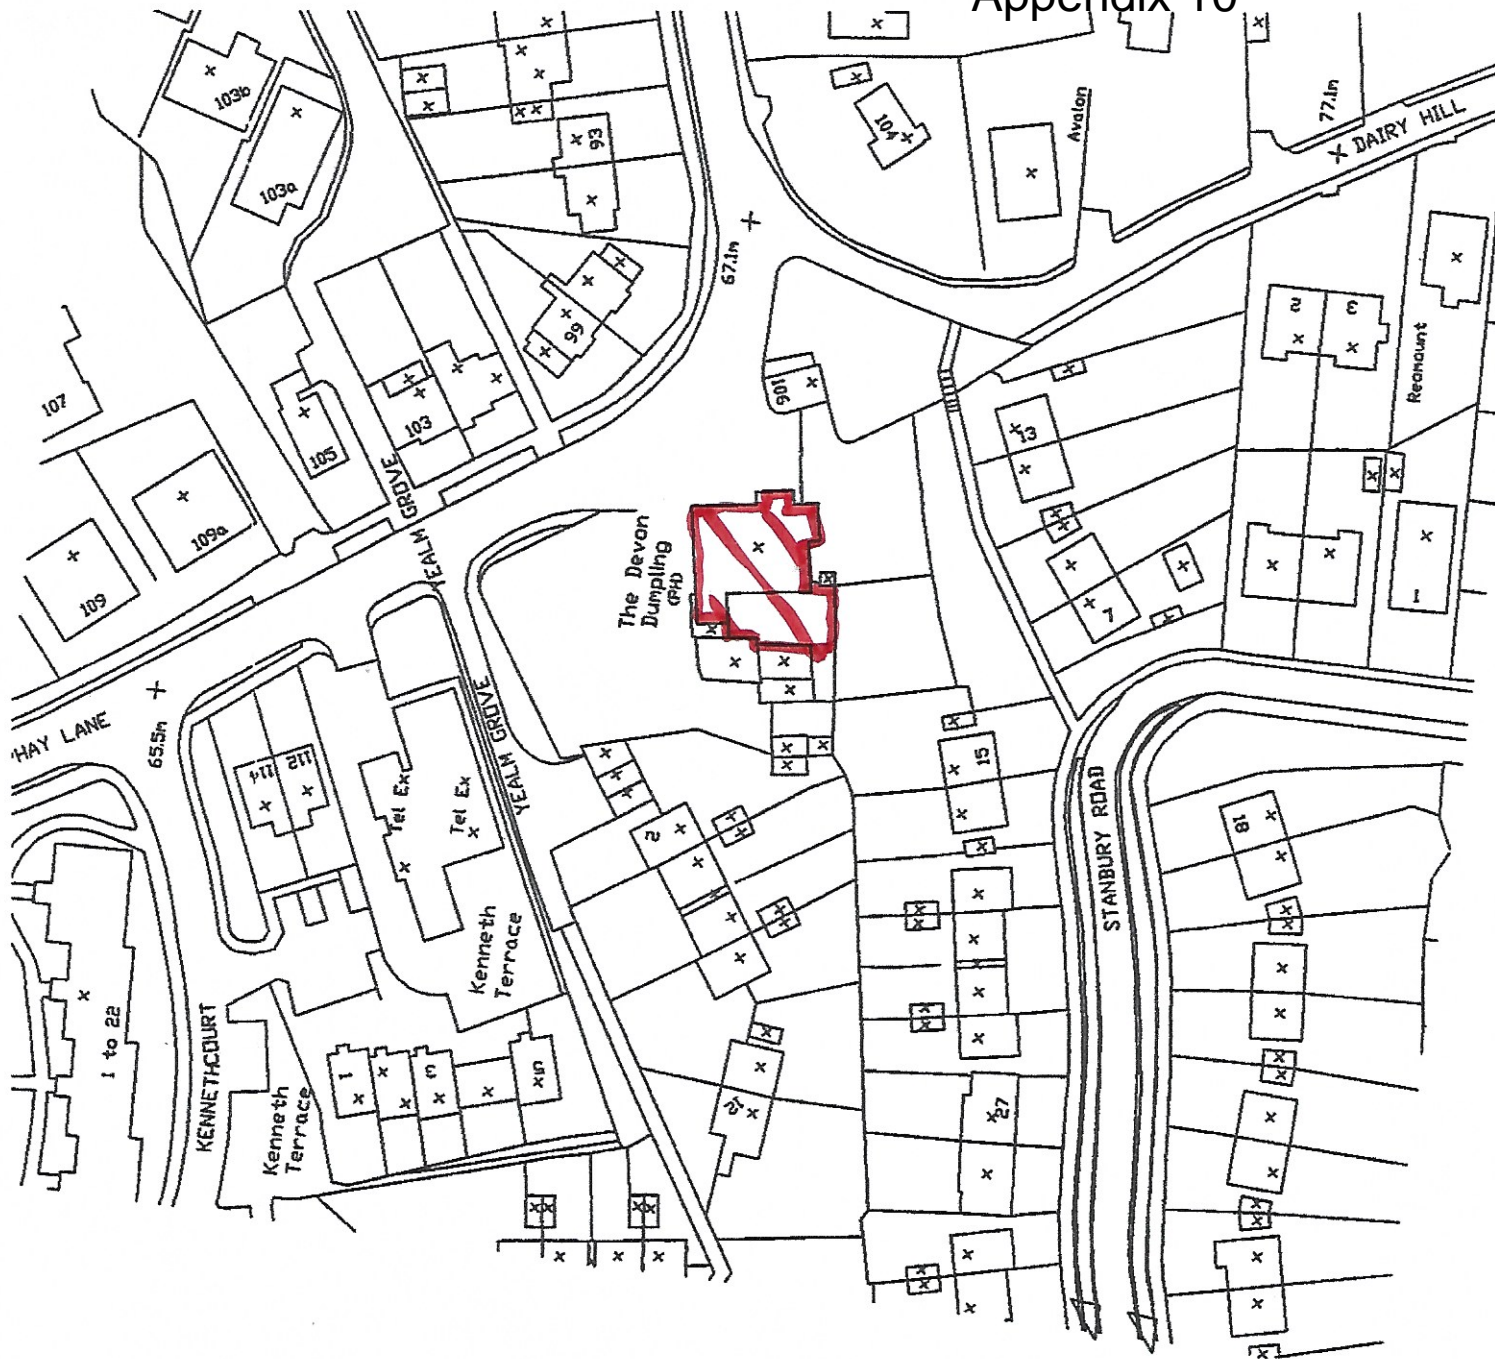 Appendix 10
103b
103a
93
104
Avalon
77.1m
DAIRY HILL
67.1m
99
107
103
105
106
2
3
Reamount
13
YEALM GROVE
109a
109
The Devon
Dumpling
(PH)
7
1
HAY LANE
65.5m
YEALM GROVE
114
112
Tel Ex
Tel Ex
2
15
STANBURY ROAD
18
Kenneth
Terrace
1 to 22
KENNETHCOURT
Kenneth
Terrace
1
3
5
12
27